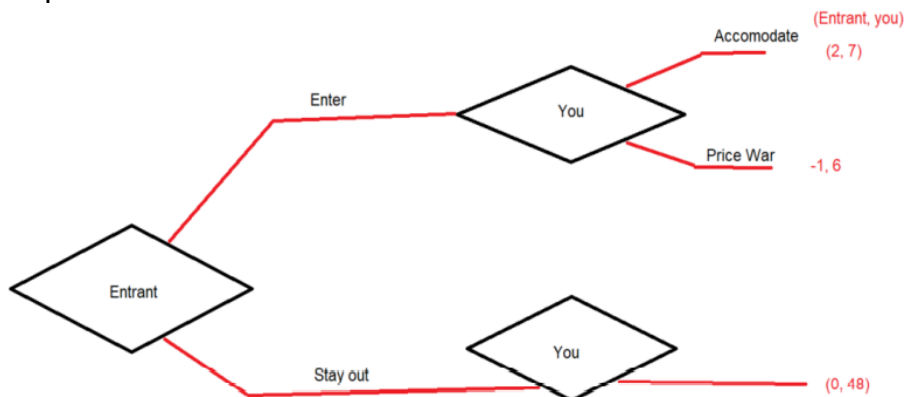 (Entrant, you)
Accomodate
(2, 7)
Enter
You
Price War
-1, 6
Entrant
You
Stay out
(0, 48)